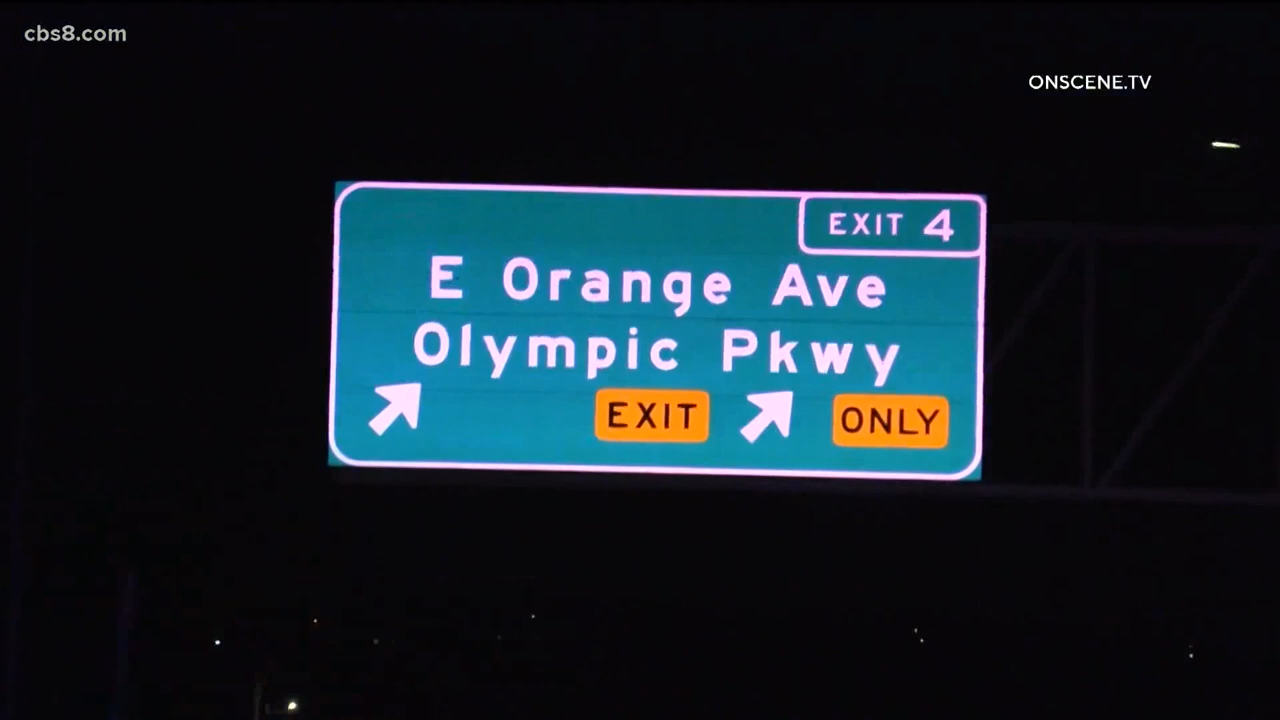 cbs8.com
ONSCENE.TV
EXIT 4
E Orange Ave
Olympic Pkwy
EXIT ONLY